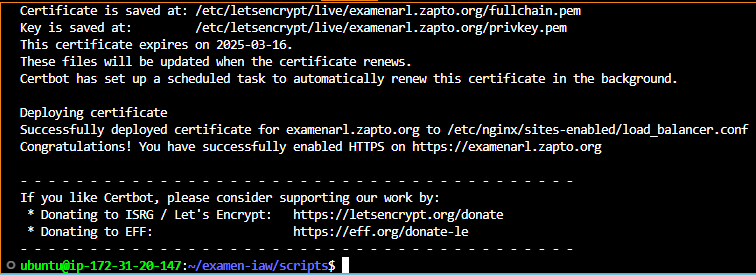 Certificate is saved at: /etc/letsencrypt/live/examenarl.zapto.org/fullchain.pem
Key is saved at:         /etc/letsencrypt/live/examenarl.zapto.org/privkey.pem
This certificate expires on 2025-03-16.
These files will be updated when the certificate renews.
Certbot has set up a scheduled task to automatically renew this certificate in the background.

Deploying certificate
Successfully deployed certificate for examenarl.zapto.org to /etc/nginx/sites-enabled/load_balancer.conf
Congratulations! You have successfully enabled HTTPS on https://examenarl.zapto.org

- - - - - - - - - - - - - - - - - - - - - - - - - - - - - - - - - - - - - - - -
If you like Certbot, please consider supporting our work by:
 * Donating to ISRG / Let's Encrypt:   https://letsencrypt.org/donate
 * Donating to EFF:                    https://eff.org/donate-le
- - - - - - - - - - - - - - - - - - - - - - - - - - - - - - - - - - - - - - - -
ubuntu@ip-172-31-20-147:~/examen-iaw/scripts$